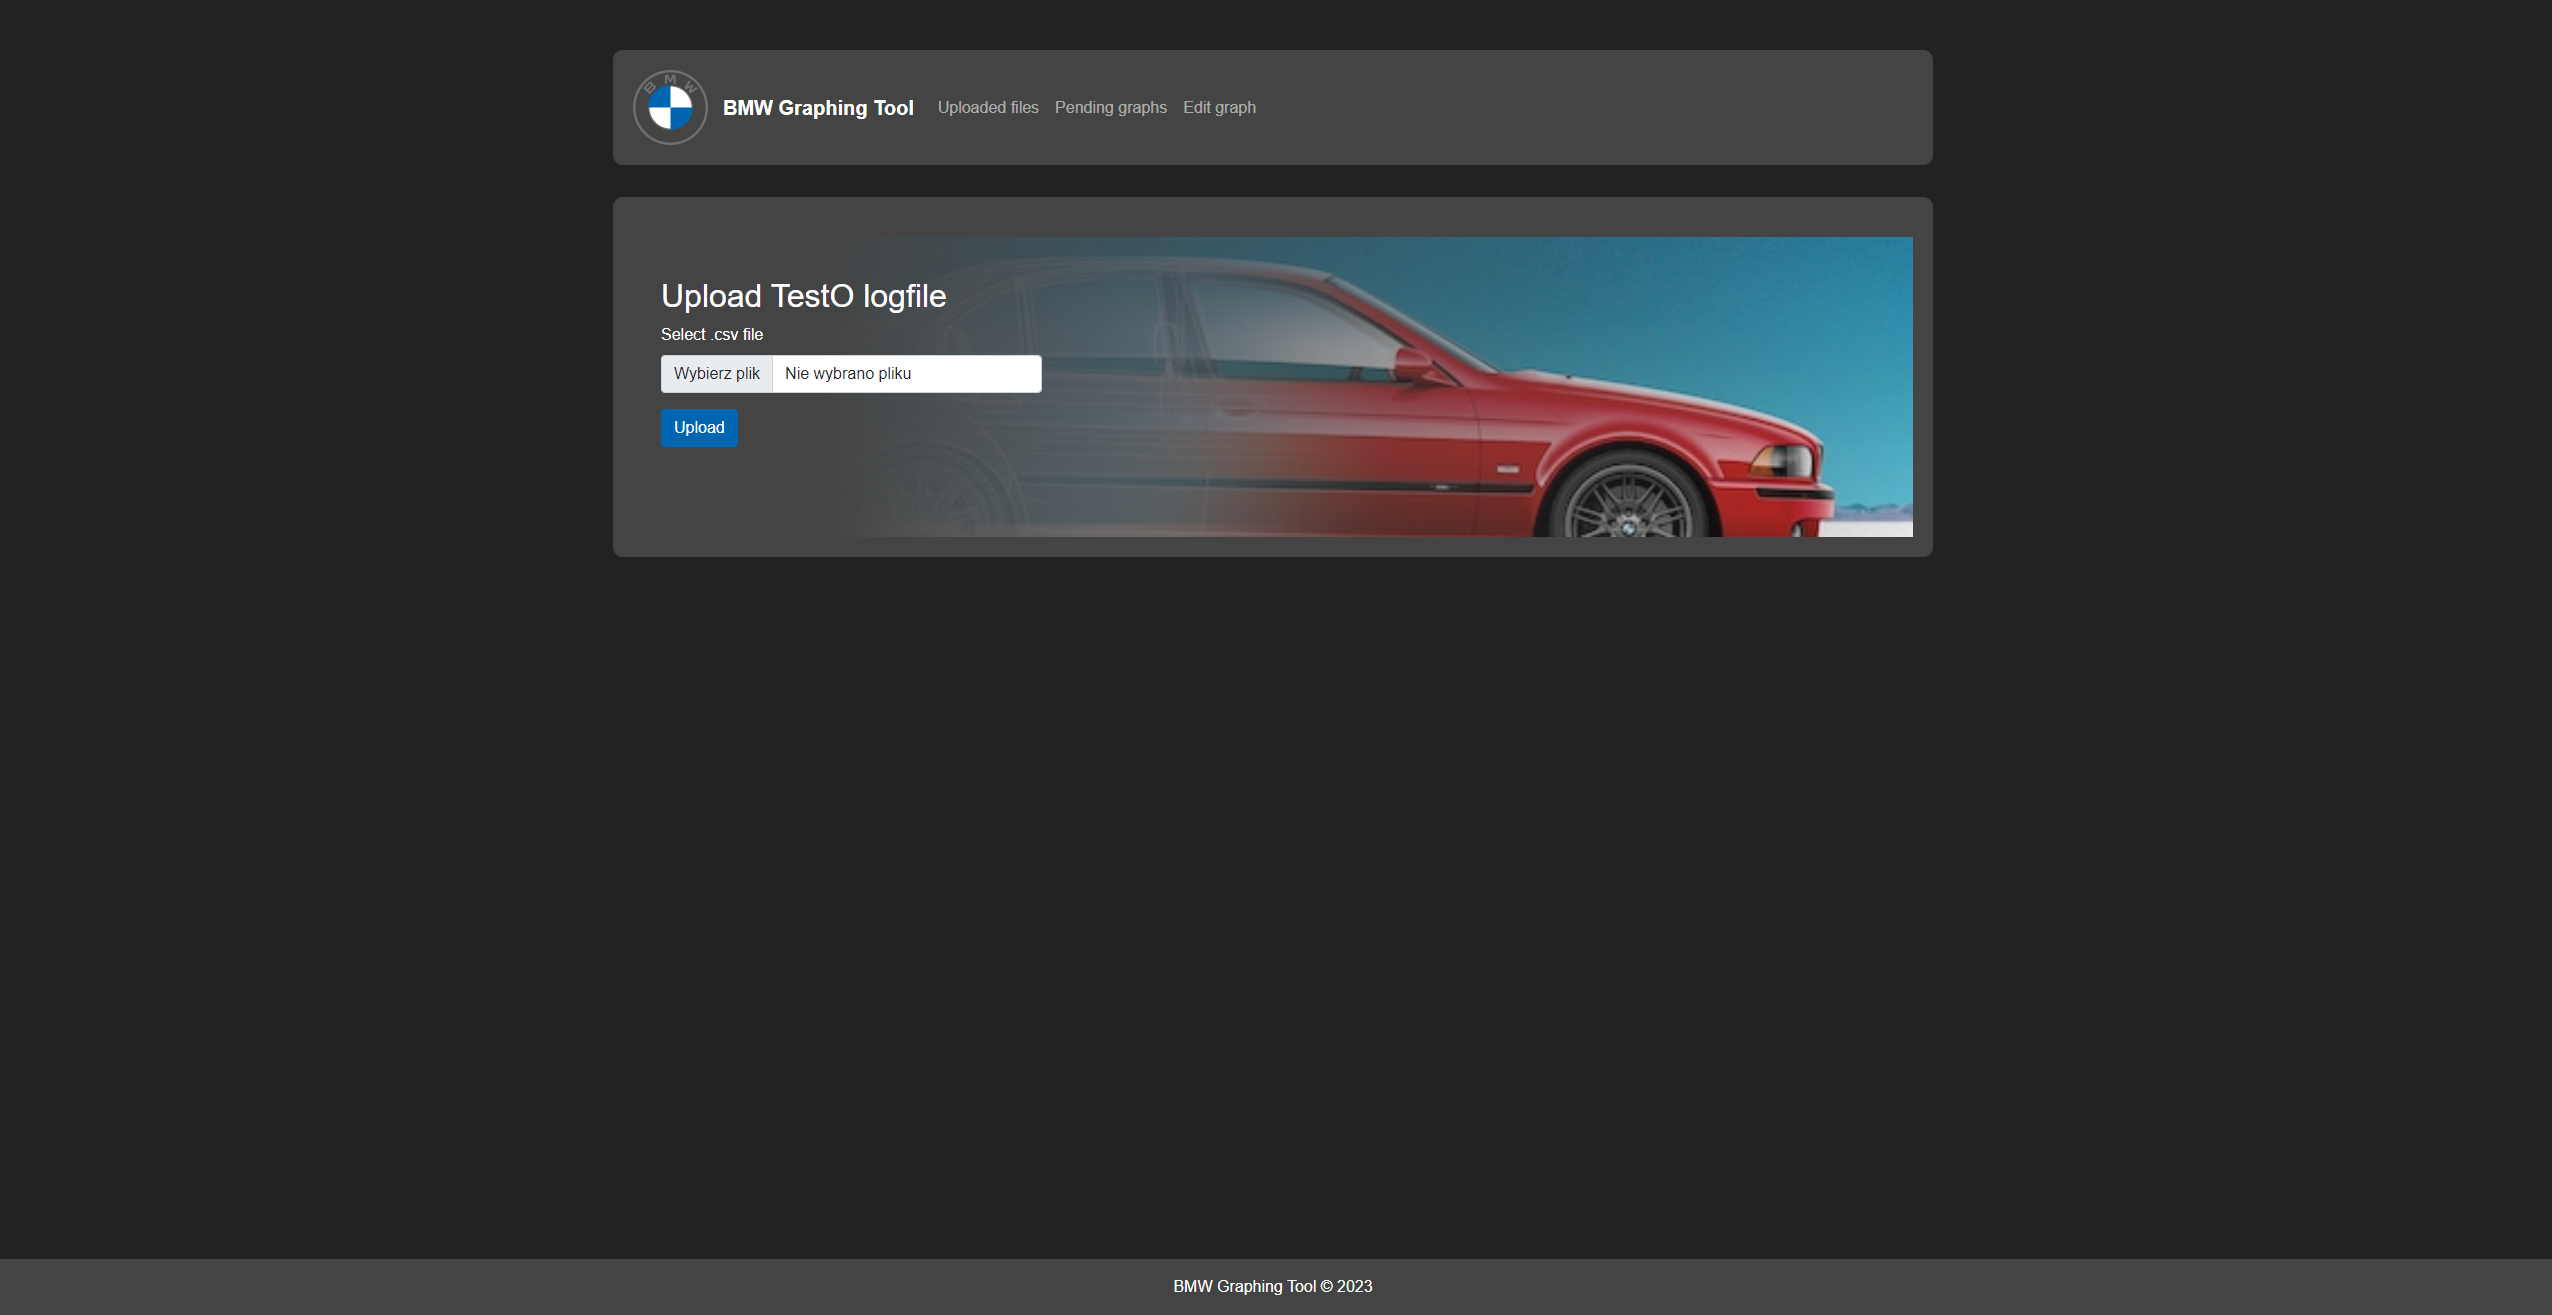 BMW
BMW Graphing Tool Uploaded files Pending graphs Edit graph
Upload TestO logfile
Select .csv file
Wybierz plik Nie wybrano pliku
Upload
BMW Graphing Tool © 2023